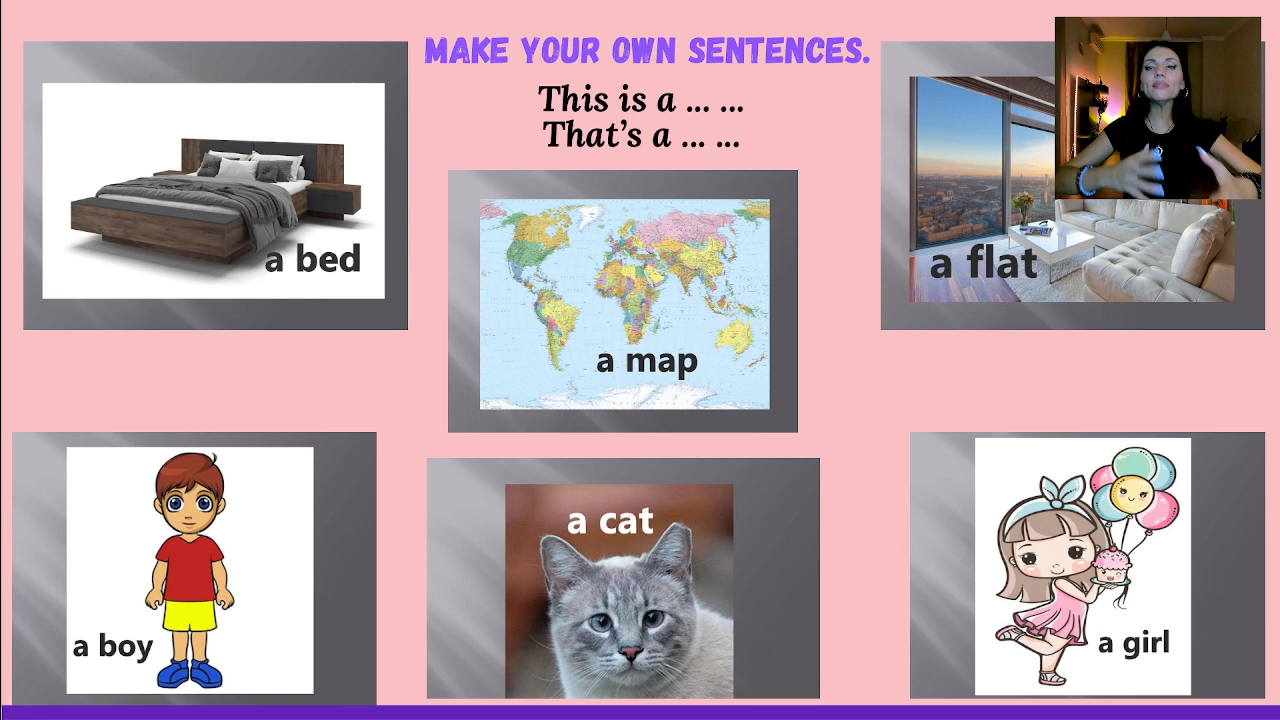 MAKE YOUR OWN SENTENCES.
This is a ... ...
That’s a ... ...
a bed
a flat
a map
a boy
a cat
a girl